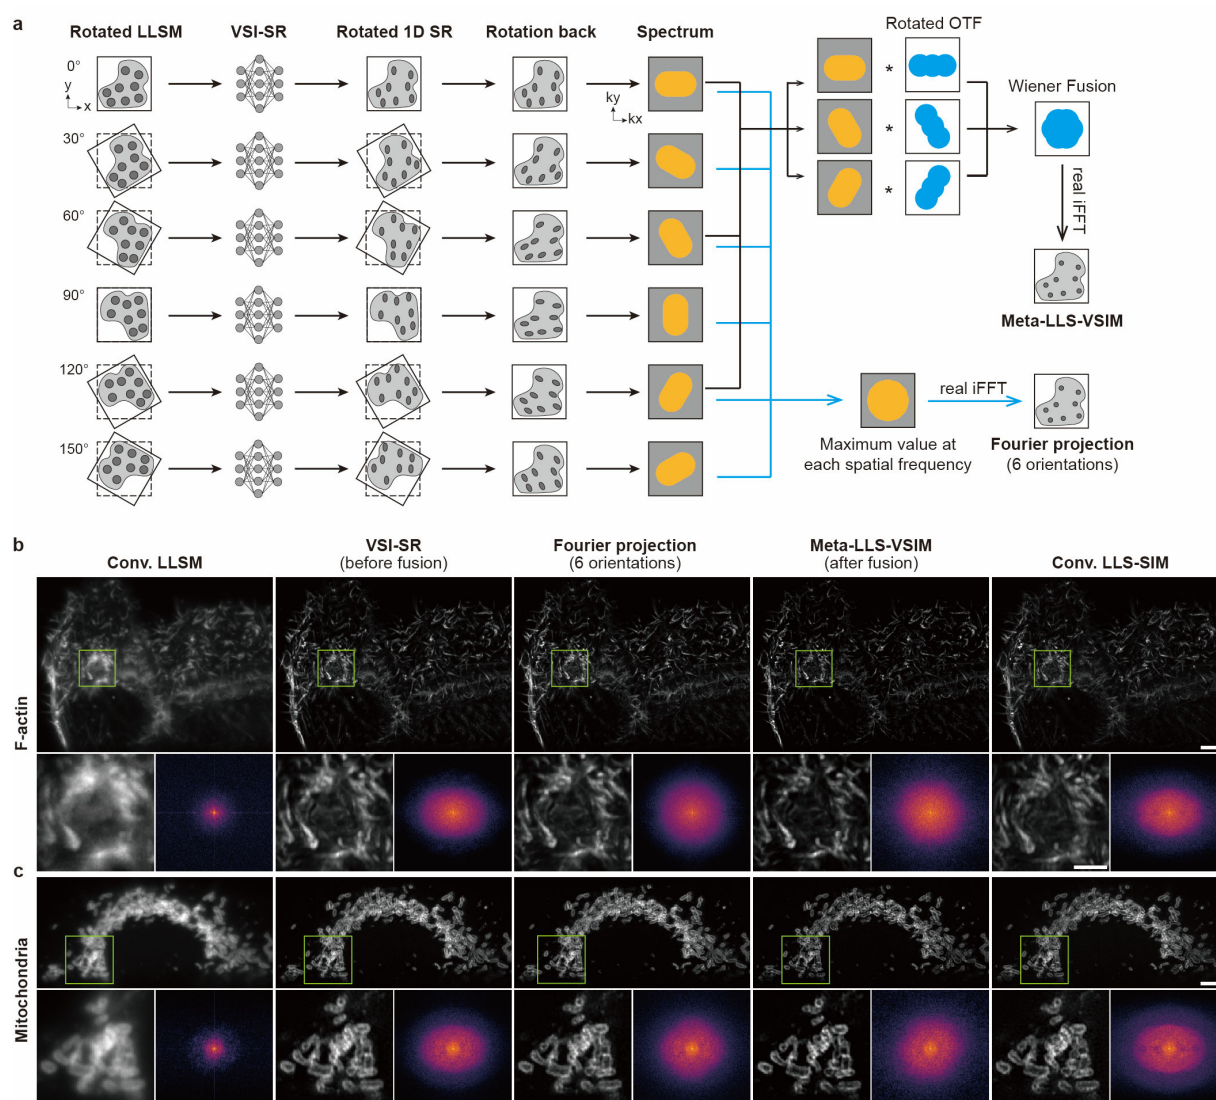 a
Rotated LLSM
VSI-SR
Rotated 1D SR
Rotation back
Spectrum
Rotated OTF
0°
y
x
ky
kx
*
*
*
Wiener Fusion
real iFFT
Meta-LLS-VSIM
30°
60°
90°
120°
150°
real iFFT
Maximum value at
each spatial frequency
Fourier projection
(6 orientations)
b
Conv. LLSM
VSI-SR
(before fusion)
Fourier projection
(6 orientations)
Meta-LLS-VSIM
(after fusion)
Conv. LLS-SIM
F-actin
c
Mitochondria